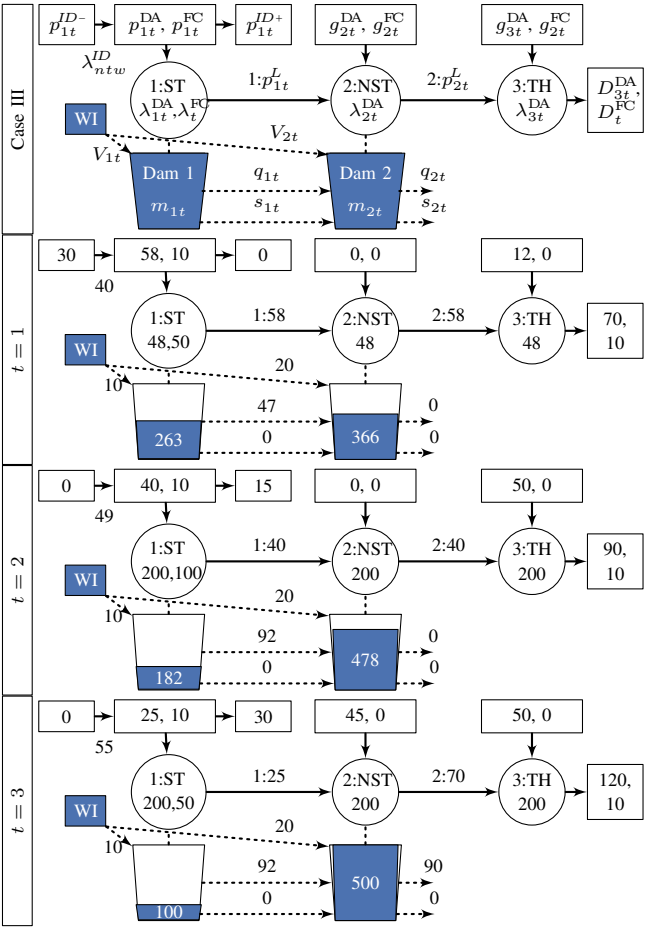 Case III
p_{1t}^{ID-}
p_{1t}^{DA}, p_{1t}^{FC}
p_{1t}^{ID+}
g_{2t}^{DA}, g_{2t}^{FC}
g_{3t}^{DA}, g_{2t}^{FC}
λ_{ntw}^{ID}
1:ST
λ_{1t}^{DA},λ_{t}^{FC}
1:p_{1t}^{L}
2:NST
λ_{2t}^{DA}
2:p_{2t}^{L}
3:TH
λ_{3t}^{DA}
D_{3t}^{DA},
D_{t}^{FC}
WI
V_{1t}
V_{2t}
Dam 1
m_{1t}
q_{1t}
s_{1t}
Dam 2
m_{2t}
q_{2t}
s_{2t}
t = 1
30
58, 10
0
0, 0
12, 0
40
1:ST
48,50
1:58
2:NST
48
2:58
3:TH
48
70,
10
WI
10
20
263
47
0
366
0
0
t = 2
0
40, 10
15
0, 0
50, 0
49
1:ST
200,100
1:40
2:NST
200
2:40
3:TH
200
90,
10
WI
10
20
182
92
0
478
0
0
t = 3
0
25, 10
30
45, 0
50, 0
55
1:ST
200,50
1:25
2:NST
200
2:70
3:TH
200
120,
10
WI
10
20
100
92
0
500
90
0